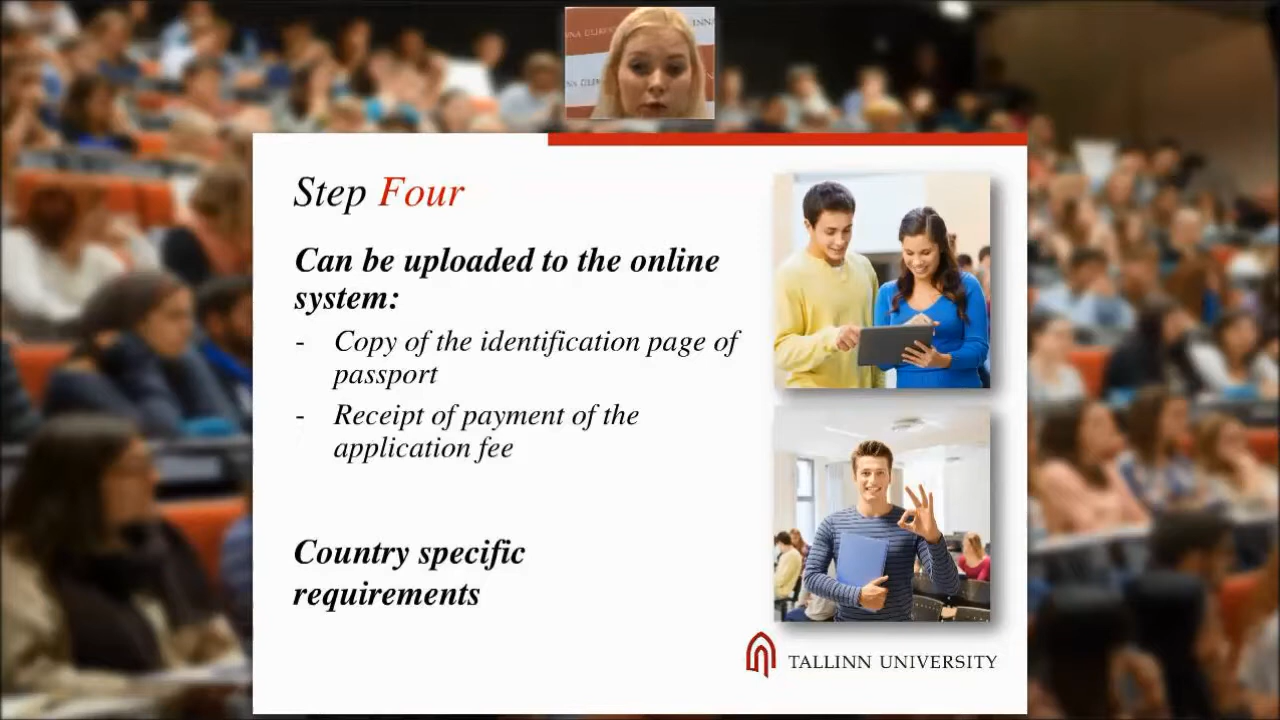 Step Four
Can be uploaded to the online
system:
- Copy of the identification page of
passport
- Receipt of payment of the
application fee
Country specific
requirements
TALLINN UNIVERSITY